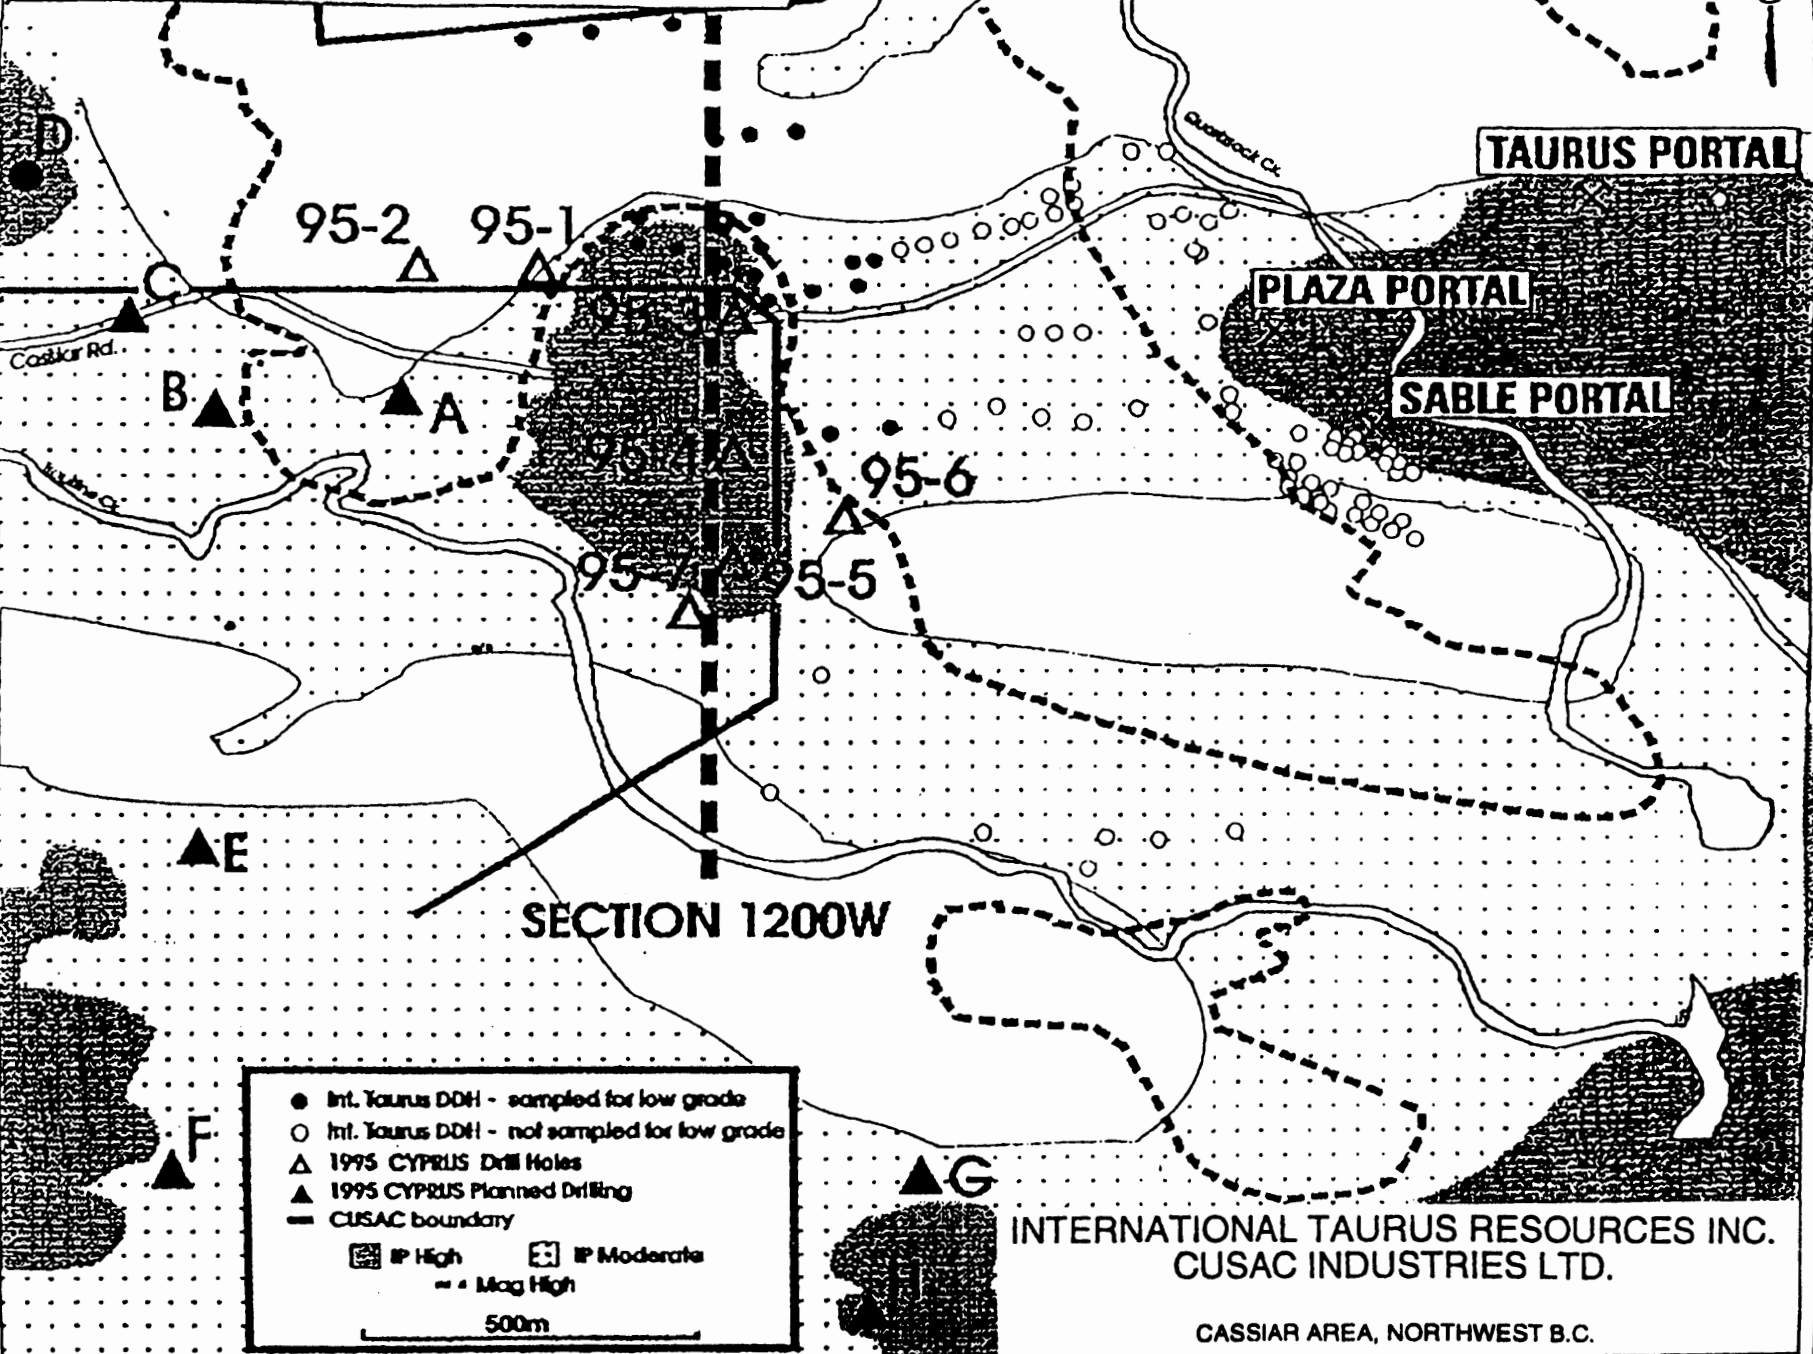 D
Quartzrock Ck.
TAURUS PORTAL
95-2
95-1
C
PLAZA PORTAL
95-3
Cassiar Rd.
B
A
SABLE PORTAL
95-4
95-6
95-7
95-5
E
SECTION 1200W
F
G
H
Int. Taurus DDH - sampled for low grade
Int. Taurus DDH - not sampled for low grade
1995 CYPRUS Drill Holes
1995 CYPRUS Planned Drilling
CUSAC boundary
IP High
IP Moderate
Mag High
500m
INTERNATIONAL TAURUS RESOURCES INC.
CUSAC INDUSTRIES LTD.
CASSIAR AREA, NORTHWEST B.C.